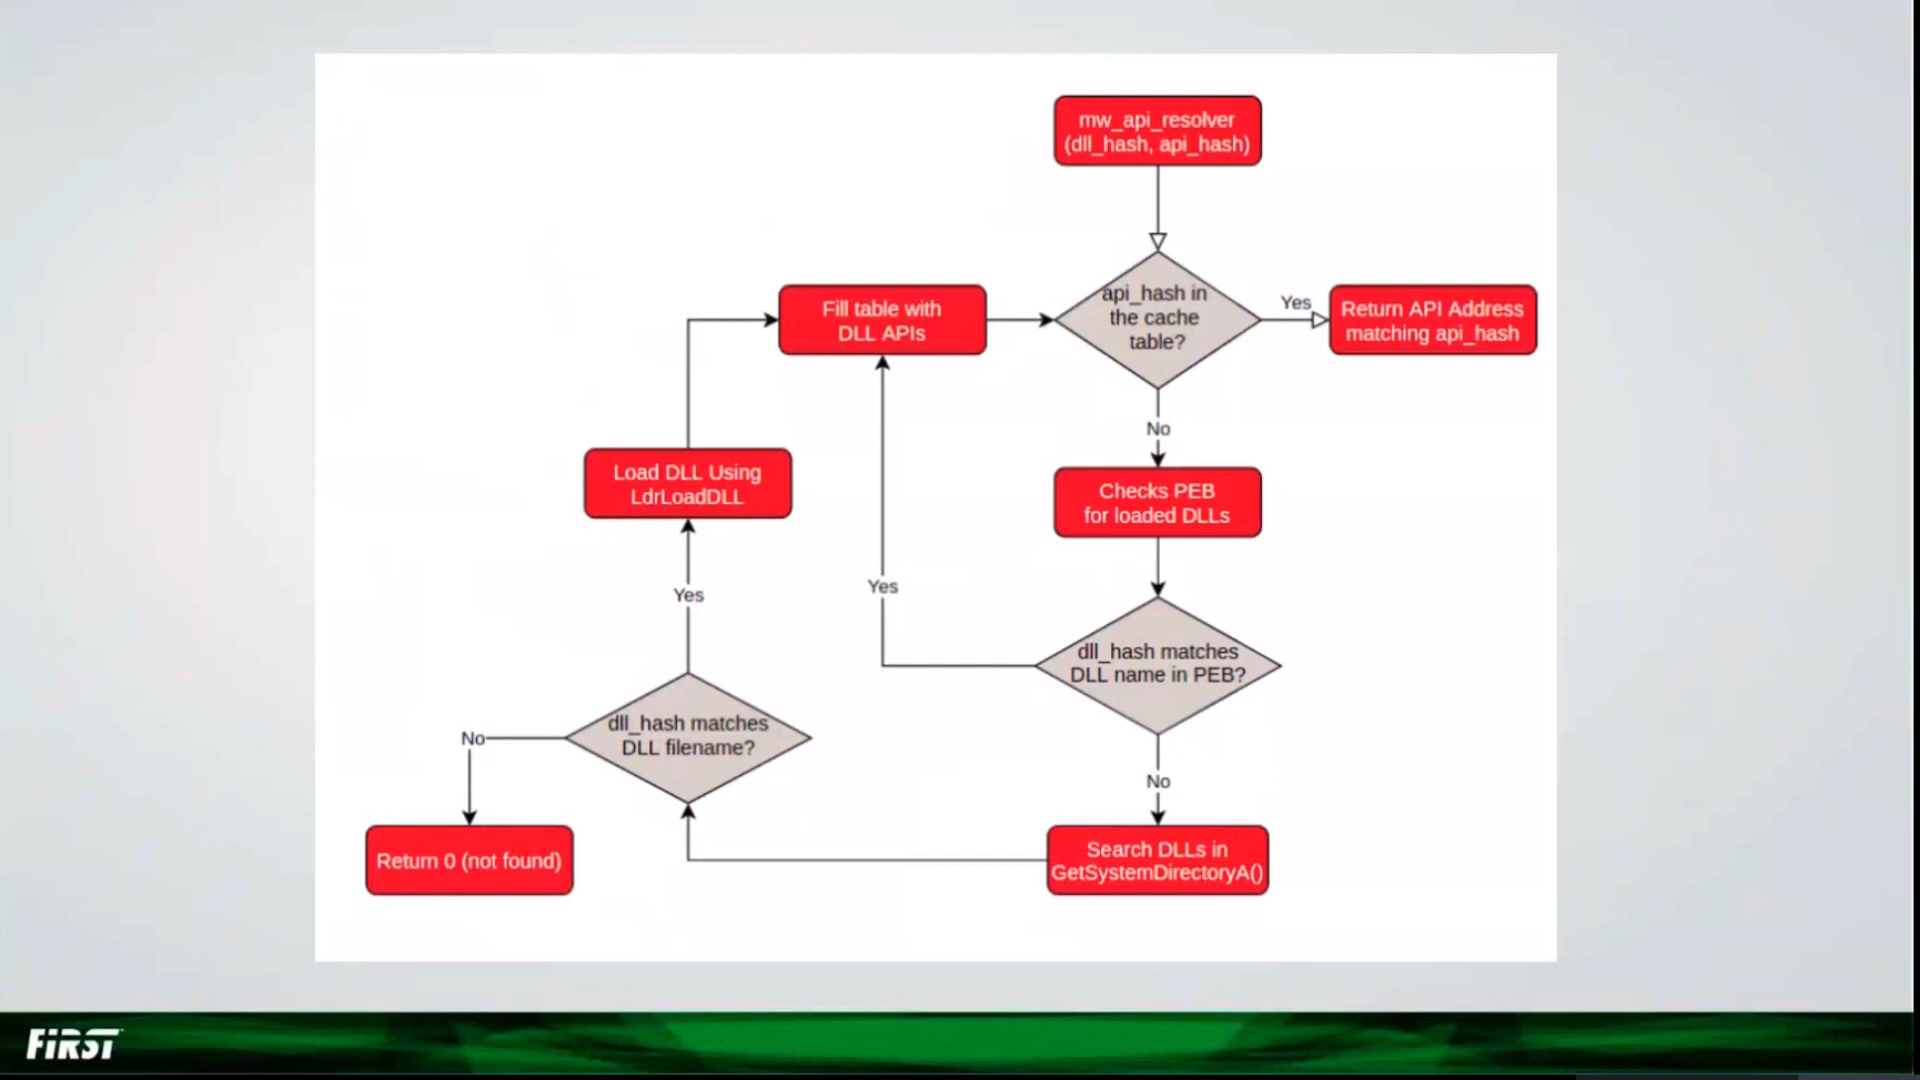 mw_api_resolver
(dll_hash, api_hash)
Fill table with
DLL APIs
api_hash in
the cache
table?
Yes
Return API Address
matching api_hash
No
Load DLL Using
LdrLoadDLL
Checks PEB
for loaded DLLs
Yes
Yes
dll_hash matches
DLL name in PEB?
dll_hash matches
DLL filename?
No
No
Return 0 (not found)
Search DLLs in
GetSystemDirectoryA()
FiRST